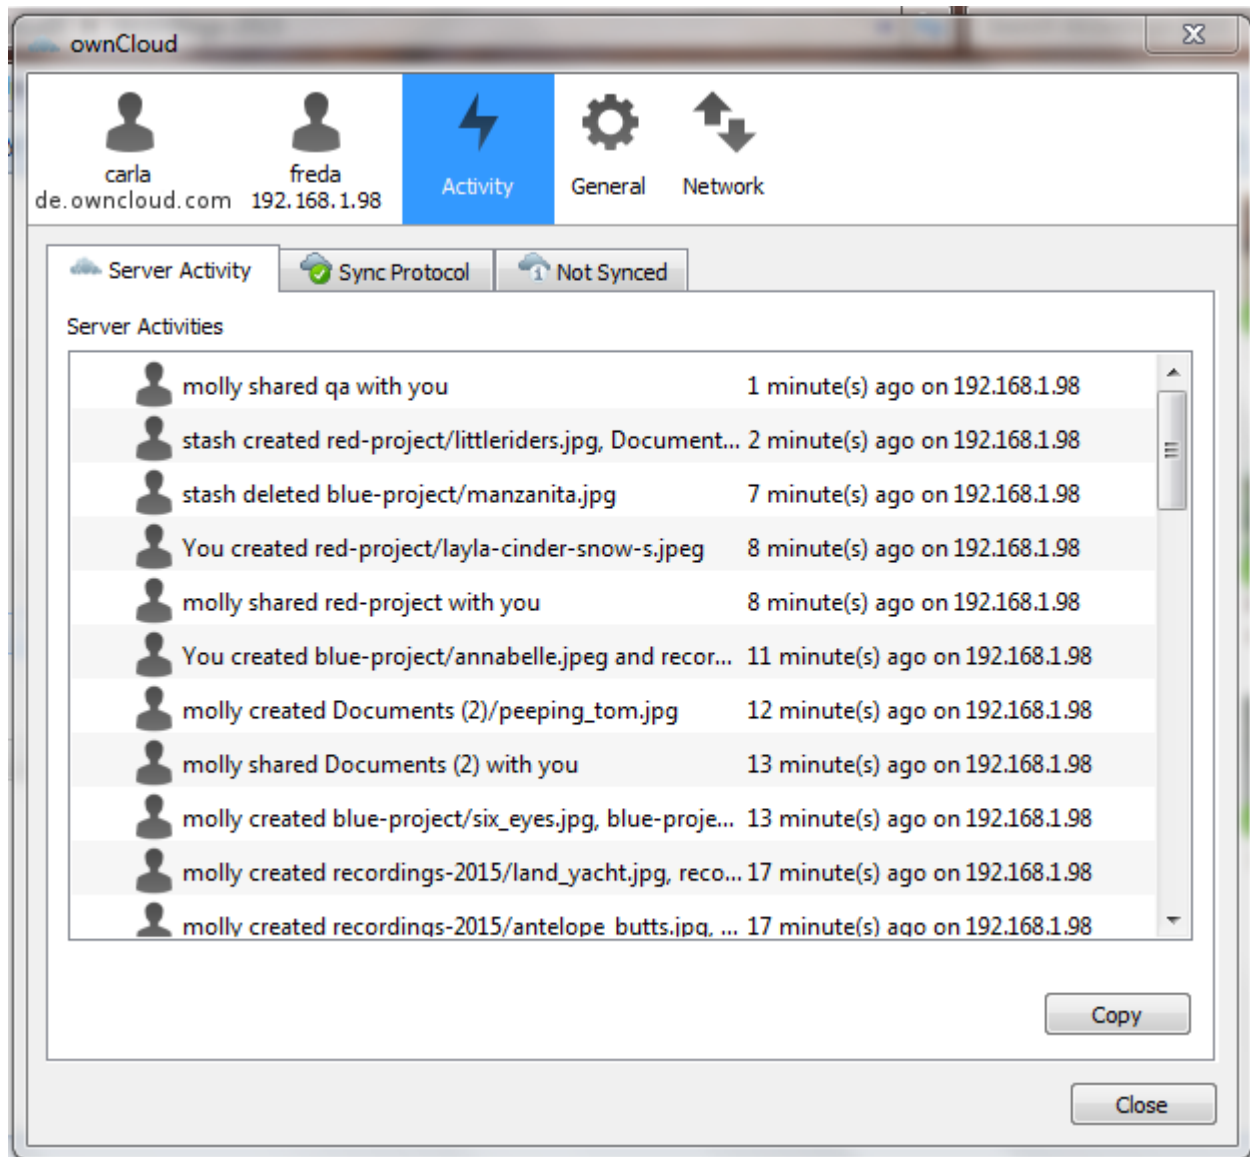 ownCloud
carla
de.owncloud.com
freda
192.168.1.98
Activity
General
Network
Server Activity
Sync Protocol
Not Synced
Server Activities
molly shared qa with you 1 minute(s) ago on 192.168.1.98
stash created red-project/littleriders.jpg, Document... 2 minute(s) ago on 192.168.1.98
stash deleted blue-project/manzanita.jpg 7 minute(s) ago on 192.168.1.98
You created red-project/layla-cinder-snow-s.jpeg 8 minute(s) ago on 192.168.1.98
molly shared red-project with you 8 minute(s) ago on 192.168.1.98
You created blue-project/annabelle.jpeg and recor... 11 minute(s) ago on 192.168.1.98
molly created Documents (2)/peeping_tom.jpg 12 minute(s) ago on 192.168.1.98
molly shared Documents (2) with you 13 minute(s) ago on 192.168.1.98
molly created blue-project/six_eyes.jpg, blue-proje... 13 minute(s) ago on 192.168.1.98
molly created recordings-2015/land_yacht.jpg, reco... 17 minute(s) ago on 192.168.1.98
molly created recordings-2015/antelope_butts.jpg, ... 17 minute(s) ago on 192.168.1.98
Copy
Close